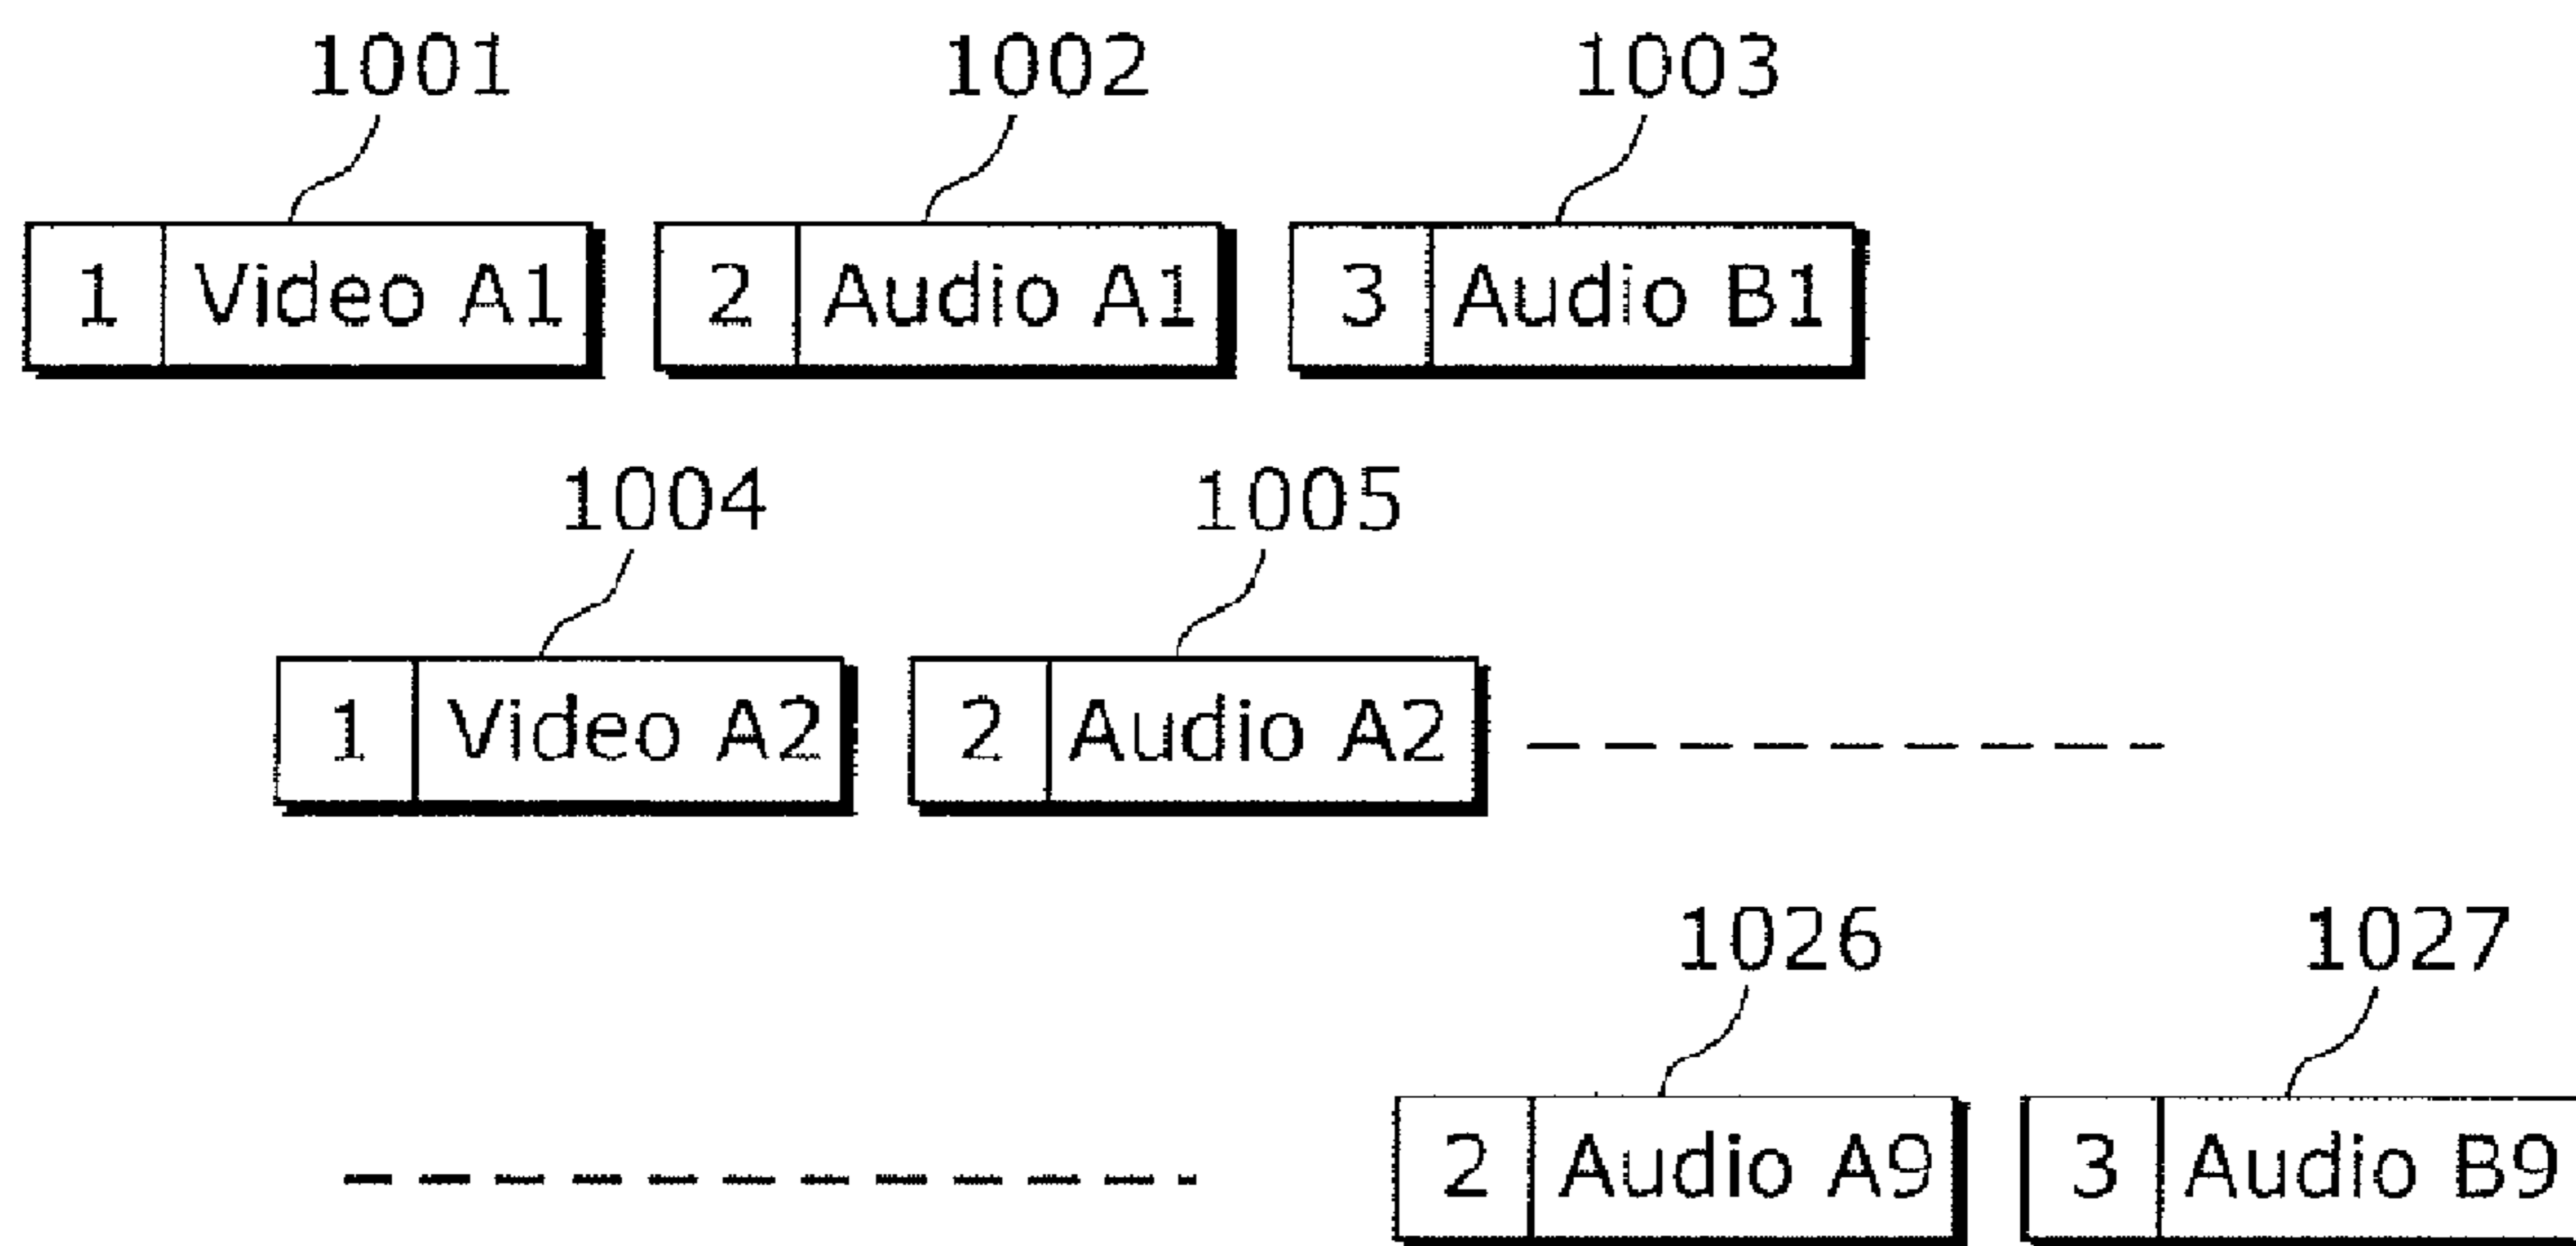 1001 1002 1003
1 Video A1 2 Audio A1 3 Audio B1
1004 1005
1 Video A2 2 Audio A2
1026 1027
2 Audio A9 3 Audio B9